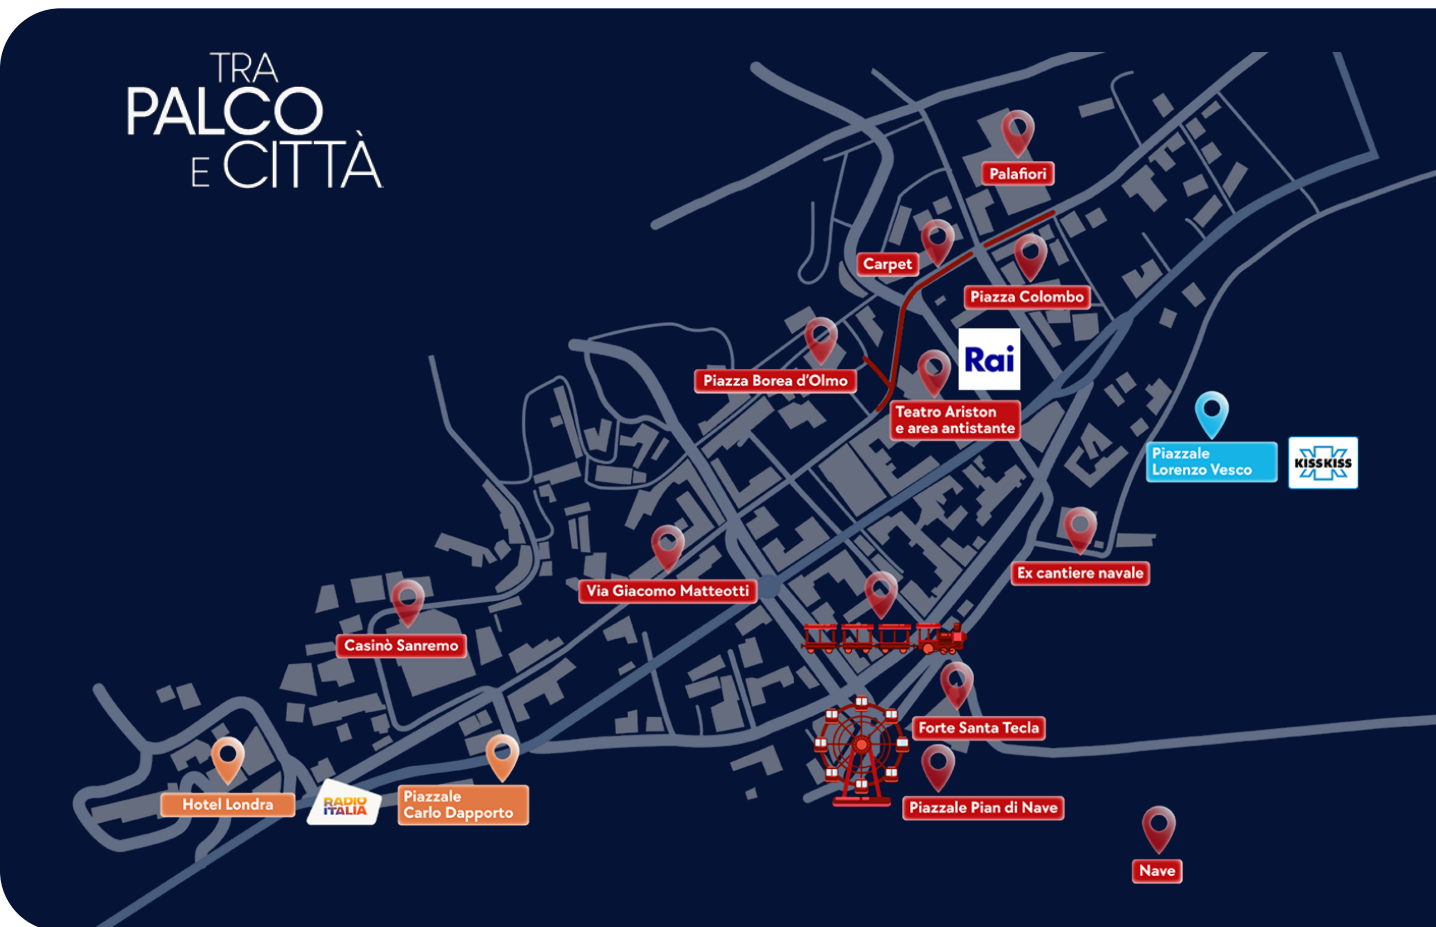 TRA
PALCO
E CITTÀ
Palafiori
Carpet
Piazza Colombo
Rai
Piazza Borea d'Olmo
Teatro Ariston
e area antistante
Piazzale
Lorenzo Vesco
KISSKISS
Ex cantiere navale
Via Giacomo Matteotti
Casinò Sanremo
Forte Santa Tecla
Hotel Londra
RADIO
ITALIA
Piazzale
Carlo Dapporto
Piazzale Pian di Nave
Nave